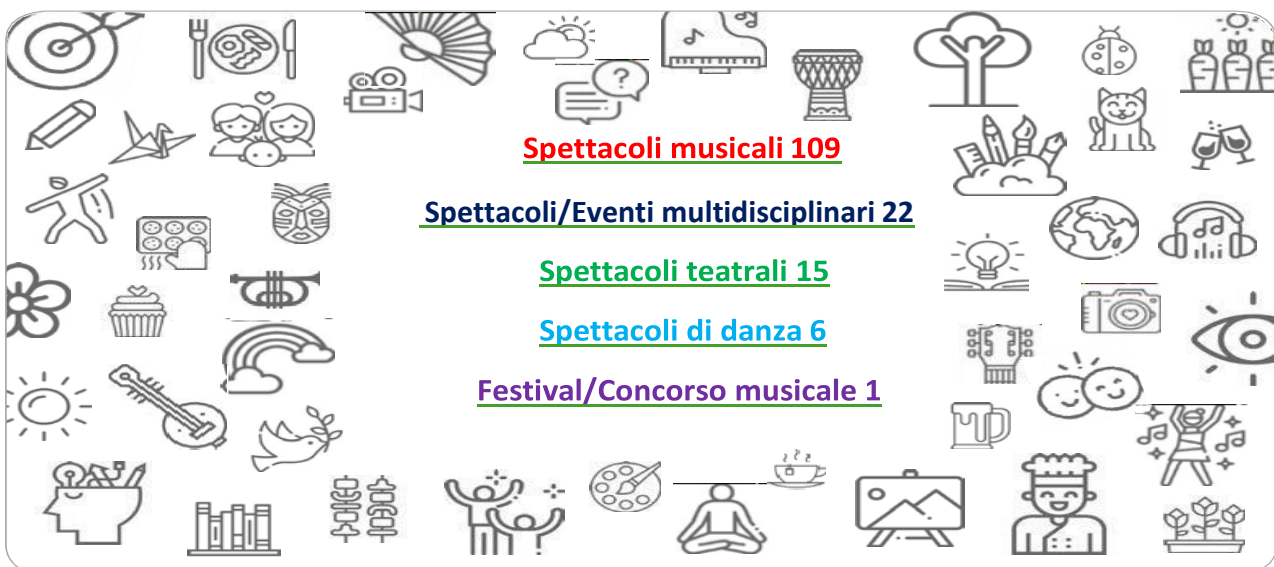 Spettacoli musicali 109
Spettacoli/Eventi multidisciplinari 22
Spettacoli teatrali 15
Spettacoli di danza 6
Festival/Concorso musicale 1